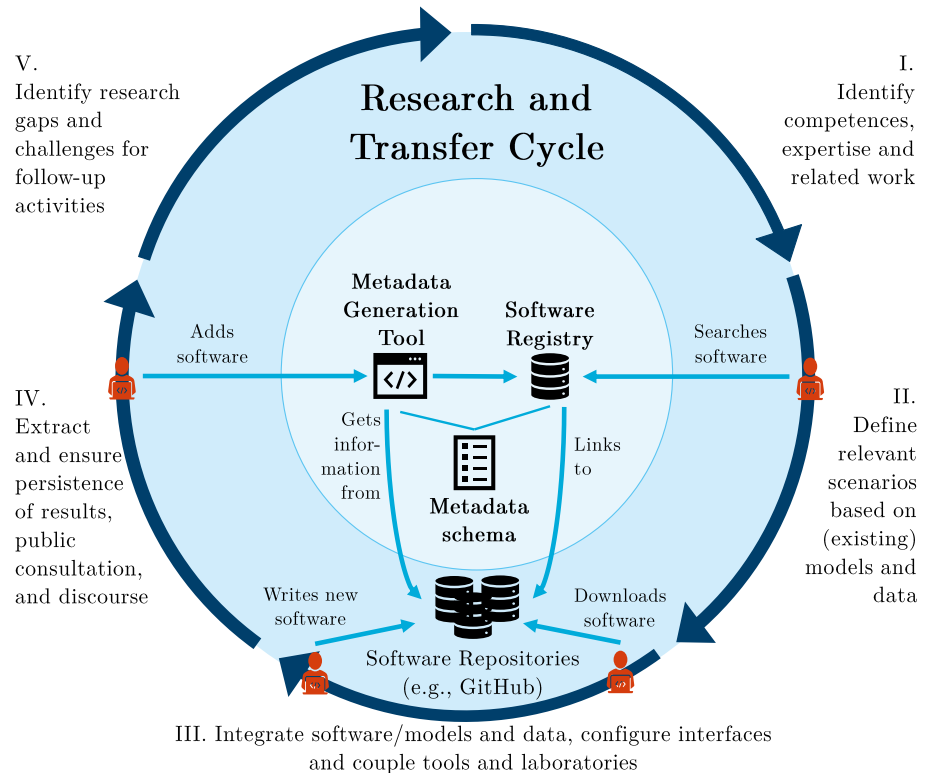 Research and
Transfer Cycle
I.
Identify
competences,
expertise and
related work
II.
Define
relevant
scenarios
based on
(existing)
models and
data
III. Integrate software/models and data, configure interfaces
and couple tools and laboratories
IV.
Extract
and ensure
persistence
of results,
public
consultation,
and discourse
V.
Identify research
gaps and
challenges for
follow-up
activities
Metadata
Generation
Tool
Software
Registry
Adds
software
Searches
software
</>
Gets
infor-
mation
from
Links
to
Metadata
schema
Writes new
software
Downloads
software
Software Repositories
(e.g., GitHub)
</>
</>
</>
</>